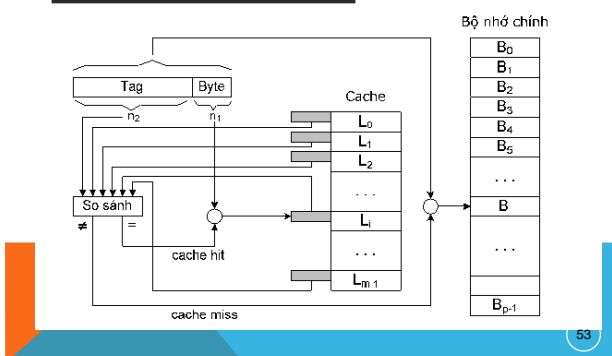 Bộ nhớ chính
Tag Byte
n2 n1
Cache
L0
L1
L2
. . .
Li
. . .
Lm-1
So sánh
≠ =
cache hit
cache miss
B0
B1
B2
B3
B4
B5
. . .
B
. . .
Bp-1
53